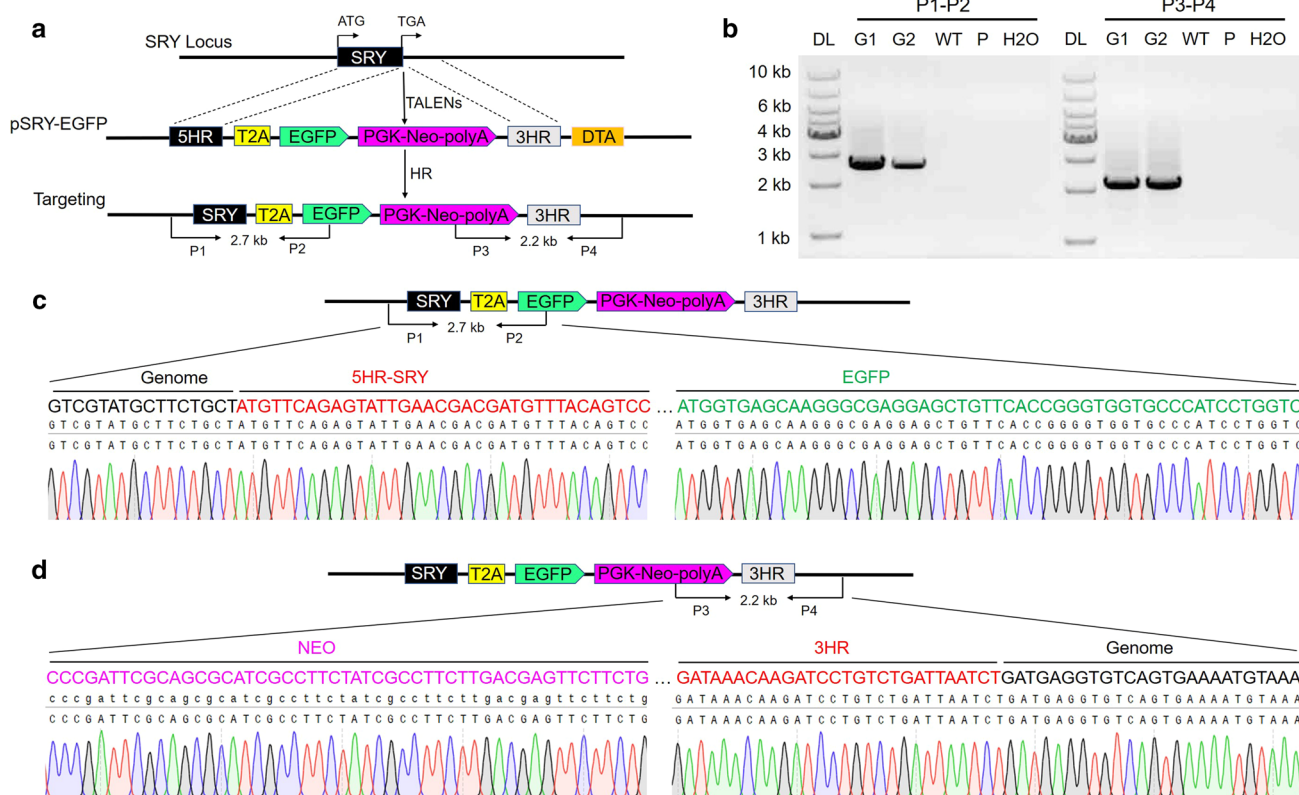 a
ATG TGA
SRY Locus
SRY
TALENs
pSRY-EGFP
5HR T2A EGFP PGK-Neo-polyA 3HR DTA
HR
Targeting
SRY T2A EGFP PGK-Neo-polyA 3HR
P1 2.7 kb P2 P3 2.2 kb P4
b
P1-P2 P3-P4
DL G1 G2 WT P H2O DL G1 G2 WT P H2O
10 kb
6 kb
4 kb
3 kb
2 kb
1 kb
c
SRY T2A EGFP PGK-Neo-polyA 3HR
P1 2.7 kb P2
Genome 5HR-SRY EGFP
GTCGTATGCTTCTGCTATGTTCAGAGTATTGAACGACGATGTTTACAGTCC ... ATGGTGAGCAAGGGCGAGGAGCTGTTCACCGGGGTGGTGCCCATCCTGGTC
GTCGTATGCTTCTGCTATGTTCAGAGTATTGAACGACGATGTTTACAGTCC ATGGTGAGCAAGGGCGAGGAGCTGTTCACCGGGGTGGTGCCCATCCTGGTC
GTCGTATGCTTCTGCTATGTTCAGAGTATTGAACGACGATGTTTACAGTCC ATGGTGAGCAAGGGCGAGGAGCTGTTCACCGGGGTGGTGCCCATCCTGGTC
d
SRY T2A EGFP PGK-Neo-polyA 3HR
P3 2.2 kb P4
NEO 3HR Genome
CCCGATTCGCAGCGCATCGCCTTCTATCGCCTTCTTGACGAGTTCTTCTG ... GATAAACAAGATCCTGTCTGATTAATCTGATGAGGTGTCAGTGAAAATGTAAA
cccgattcgcagcgcatcgccttctatcgccttcttgacgagttcttctg GATAAACAAGATCCTGTCTGATTAATCTGATGAGGTGTCAGTGAAAATGTAAA
CCCGATTCGCAGCGCATCGCCTTCTATCGCCTTCTTGACGAGTTCTTCTG GATAAACAAGATCCTGTCTGATTAATCTGATGAGGTGTCAGTGAAAATGTAAA